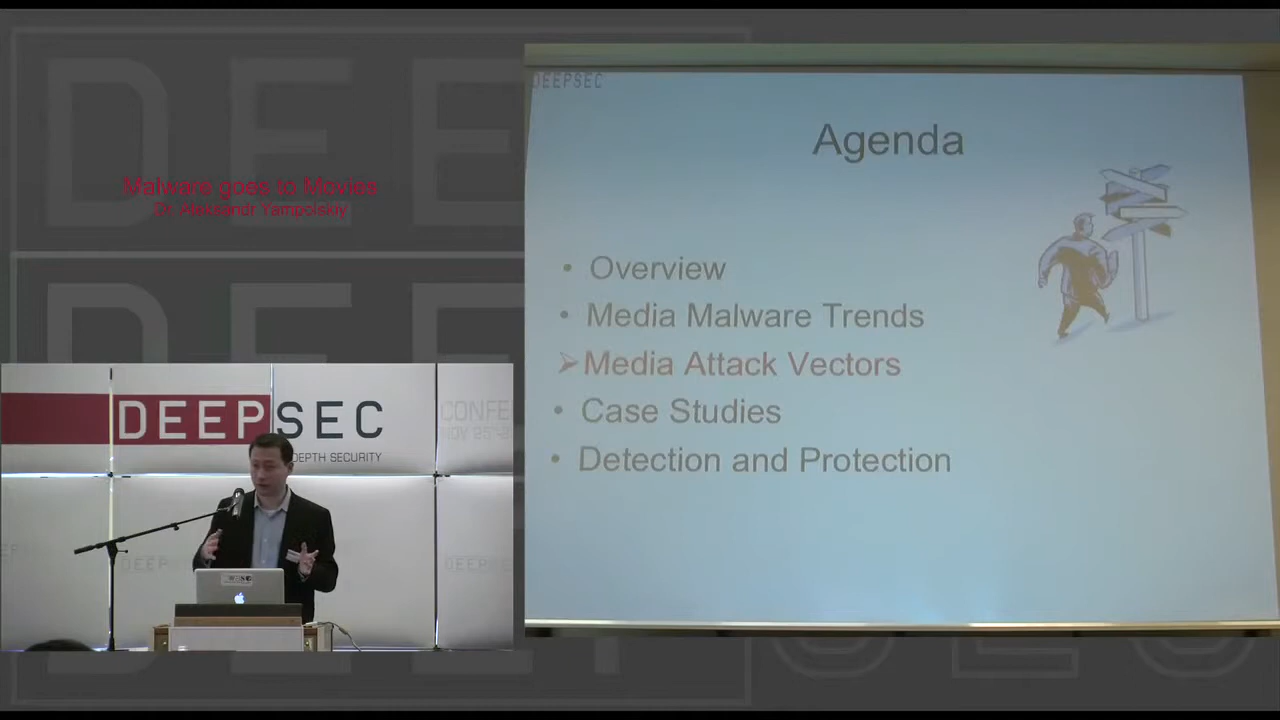 Malware goes to Movies
Dr. Aleksandr Yampolskiy
DEEPSEC
Agenda
• Overview
• Media Malware Trends
➢Media Attack Vectors
• Case Studies
• Detection and Protection
DEEPSEC
DEPTH SECURITY
DEEPSEC